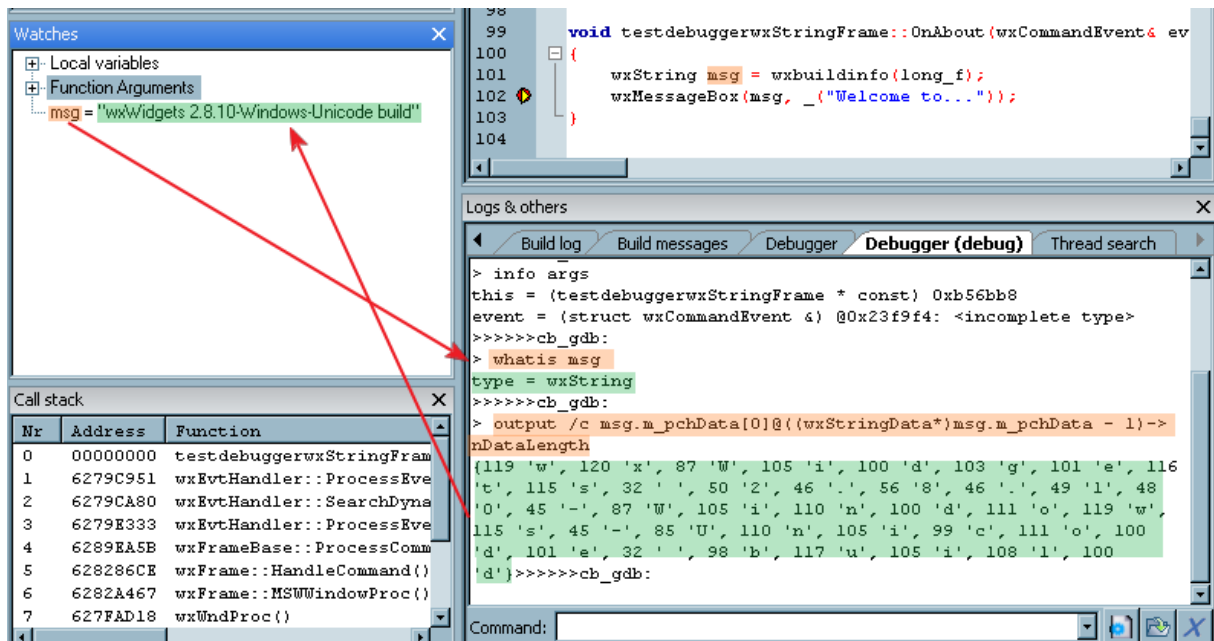 Watches
Local variables
Function Arguments
msg = "wxWidgets 2.8.10-Windows-Unicode build"
98
99 void testdebuggerwxStringFrame::OnAbout(wxCommandEvent& ev
100 {
101 wxString msg = wxbuildinfo(long_f);
102 wxMessageBox(msg, _("Welcome to..."));
103 }
104
Logs & others
Build log Build messages Debugger Debugger (debug) Thread search
> info args
this = (testdebuggerwxStringFrame * const) 0xb56bb8
event = (struct wxCommandEvent &) @0x23f9f4: <incomplete type>
>>>>>>cb_gdb:
> whatis msg
type = wxString
>>>>>>cb_gdb:
> output /c msg.m_pchData[0]@((wxStringData*)msg.m_pchData - 1)->
nDataLength
{119 'w', 120 'x', 87 'W', 105 'i', 100 'd', 103 'g', 101 'e', 116
't', 115 's', 32 ' ', 50 '2', 46 '.', 56 '8', 46 '.', 49 '1', 48
'0', 45 '-', 87 'W', 105 'i', 110 'n', 100 'd', 111 'o', 119 'w',
115 's', 45 '-', 85 'U', 110 'n', 105 'i', 99 'c', 111 'o', 100
'd', 101 'e', 32 ' ', 98 'b', 117 'u', 105 'i', 108 'l', 100
'd'}>>>>>>cb_gdb:
Command:
Call stack
Nr Address Function
0 00000000 testdebuggerwxStringFram
1 6279C951 wxEvtHandler::ProcessEve
2 6279CA80 wxEvtHandler::SearchDyna
3 6279E333 wxEvtHandler::ProcessEve
4 6289EA5B wxFrameBase::ProcessComm
5 628286CE wxFrame::HandleCommand()
6 6282A467 wxFrame::MSWWindowProc()
7 627FAD18 wxWndProc()